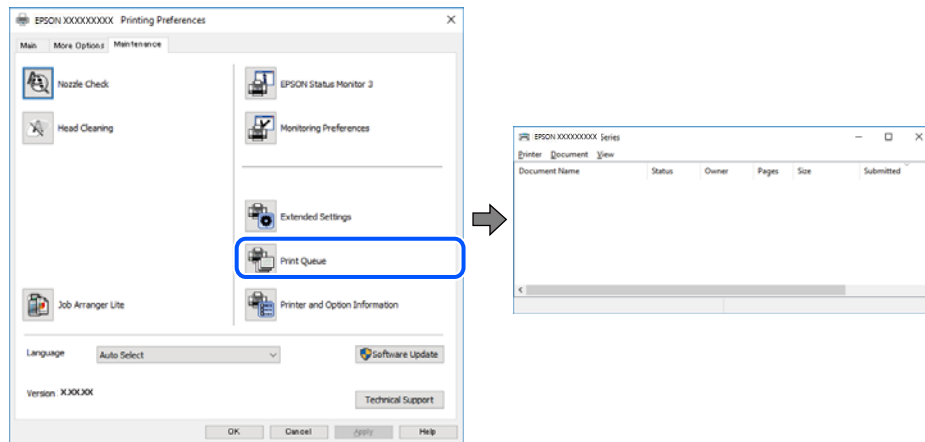 EPSON XXXXXXXXX Printing Preferences
Main More Options Maintenance
Nozzle Check
Head Cleaning
Job Arranger Lite
EPSON Status Monitor 3
Monitoring Preferences
Extended Settings
Print Queue
Printer and Option Information
Language Auto Select Software Update
Version X.XX.XX
Technical Support
OK Cancel Apply Help
EPSON XXXXXXXXX Series
Printer Document View
Document Name Status Owner Pages Size Submitted